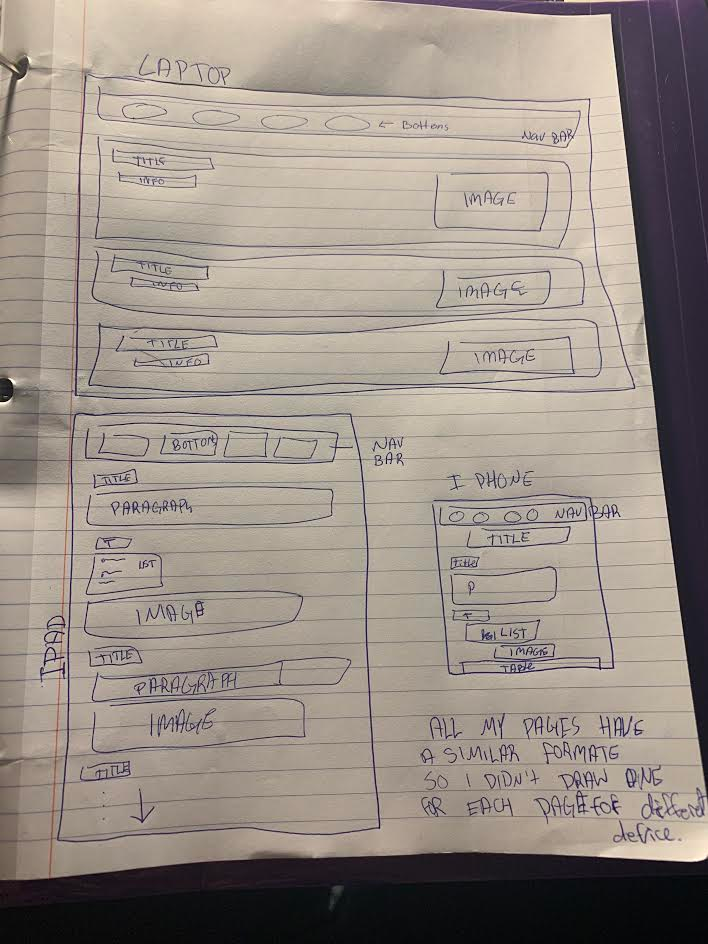 LAPTOP
← Bottons
NAV BAR
TITLE
INFO
IMAGE
TITLE
INFO
IMAGE
TITLE
INFO
IMAGE
IPAD
BOTTON
NAV
BAR
TITLE
PARAGRAPH
T
LIST
IMAGE
TITLE
PARAGRAPH
IMAGE
TITLE
I PHONE
NAV BAR
TITLE
Title
P
T
LIST
IMAGE
TABLE
ALL MY PAGES HAVE
A SIMILAR FORMATE
SO I DIDN'T DRAW ONE
FOR EACH PAGE FOR different
device.